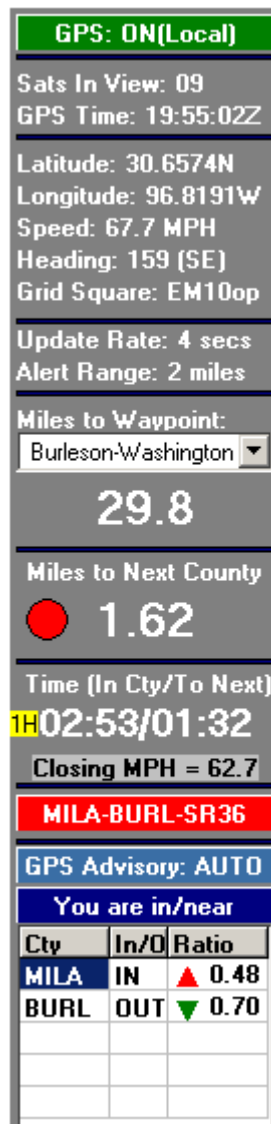 GPS: ON(Local)
Sats In View: 09
GPS Time: 19:55:02Z
Latitude: 30.6574N
Longitude: 96.8191W
Speed: 67.7 MPH
Heading: 159 (SE)
Grid Square: EM10op
Update Rate: 4 secs
Alert Range: 2 miles
Miles to Waypoint:
Burleson-Washington
29.8
Miles to Next County
1.62
Time (In Cty/To Next)
1H02:53/01:32
Closing MPH = 62.7
MILA-BURL-SR36
GPS Advisory: AUTO
You are in/near
Cty In/O Ratio
MILA IN 0.48
BURL OUT 0.70